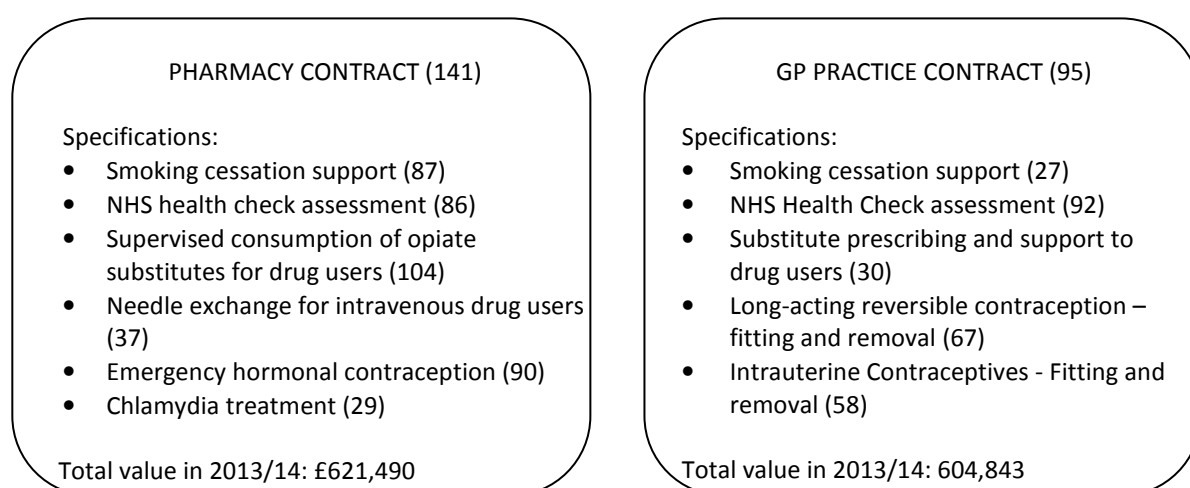 PHARMACY CONTRACT (141)
Specifications:
• Smoking cessation support (87)
• NHS health check assessment (86)
• Supervised consumption of opiate
substitutes for drug users (104)
• Needle exchange for intravenous drug users
(37)
• Emergency hormonal contraception (90)
• Chlamydia treatment (29)
Total value in 2013/14: £621,490
GP PRACTICE CONTRACT (95)
Specifications:
• Smoking cessation support (27)
• NHS Health Check assessment (92)
• Substitute prescribing and support to
drug users (30)
• Long-acting reversible contraception –
fitting and removal (67)
• Intrauterine Contraceptives - Fitting and
removal (58)
Total value in 2013/14: 604,843